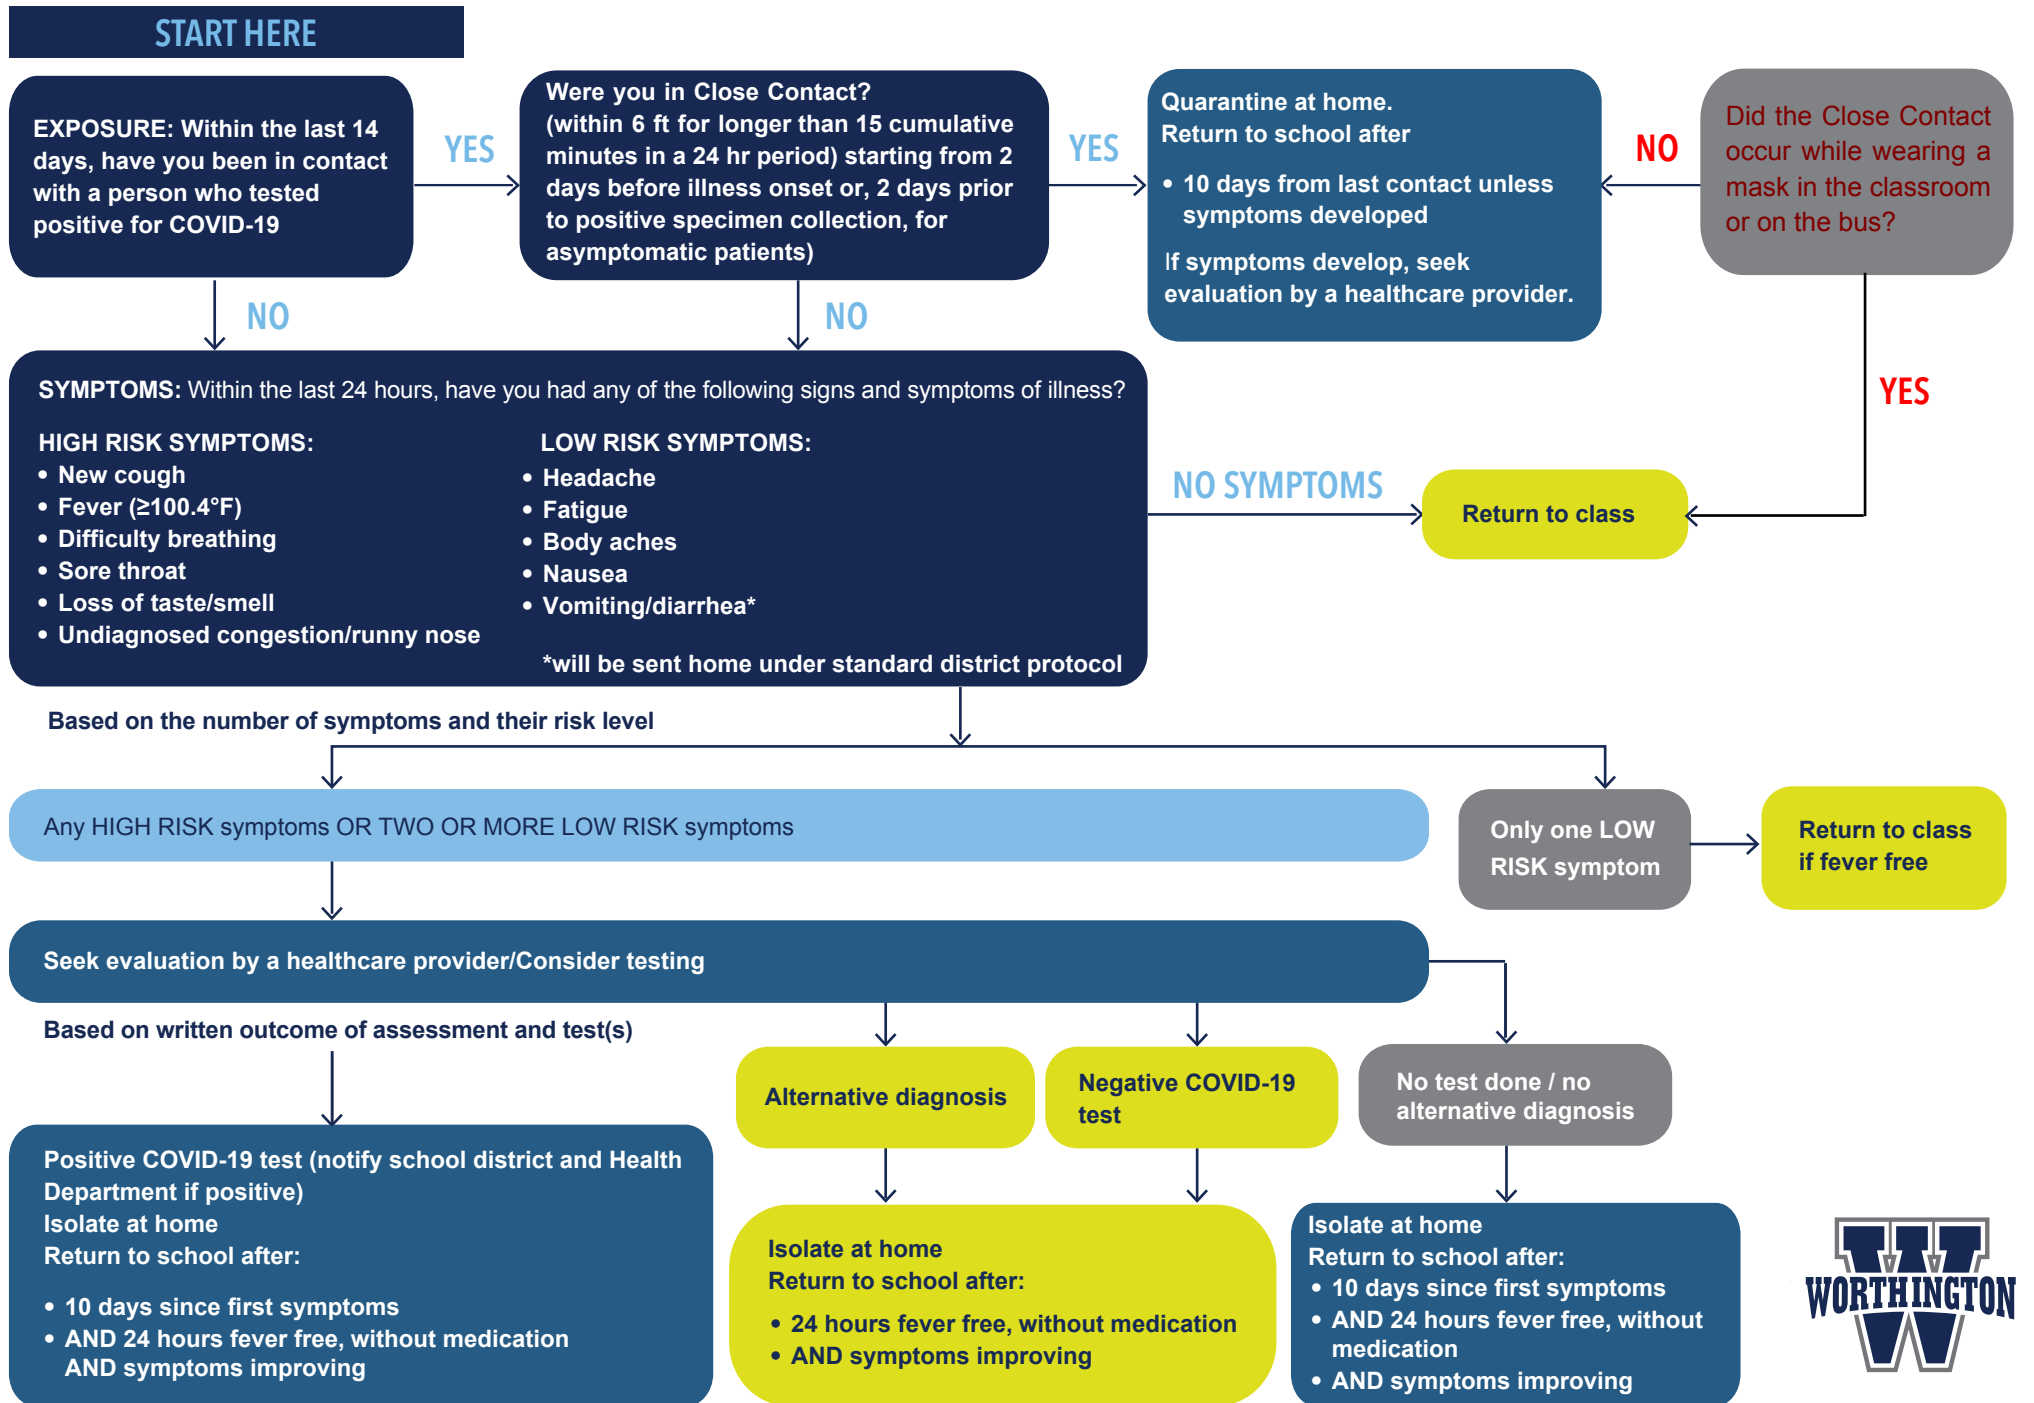 START HERE
EXPOSURE: Within the last 14
days, have you been in contact
with a person who tested
positive for COVID-19
YES
Were you in Close Contact?
(within 6 ft for longer than 15 cumulative
minutes in a 24 hr period) starting from 2
days before illness onset or, 2 days prior
to positive specimen collection, for
asymptomatic patients)
YES
Quarantine at home.
Return to school after
• 10 days from last contact unless
symptoms developed
If symptoms develop, seek
evaluation by a healthcare provider.
NO
Did the Close Contact
occur while wearing a
mask in the classroom
or on the bus?
NO
NO
YES
SYMPTOMS: Within the last 24 hours, have you had any of the following signs and symptoms of illness?
HIGH RISK SYMPTOMS:
• New cough
• Fever (≥100.4°F)
• Difficulty breathing
• Sore throat
• Loss of taste/smell
• Undiagnosed congestion/runny nose
LOW RISK SYMPTOMS:
• Headache
• Fatigue
• Body aches
• Nausea
• Vomiting/diarrhea*
*will be sent home under standard district protocol
NO SYMPTOMS
Return to class
Based on the number of symptoms and their risk level
Any HIGH RISK symptoms OR TWO OR MORE LOW RISK symptoms
Only one LOW
RISK symptom
Return to class
if fever free
Seek evaluation by a healthcare provider/Consider testing
Based on written outcome of assessment and test(s)
Alternative diagnosis
Negative COVID-19
test
No test done / no
alternative diagnosis
Positive COVID-19 test (notify school district and Health
Department if positive)
Isolate at home
Return to school after:
• 10 days since first symptoms
• AND 24 hours fever free, without medication
AND symptoms improving
Isolate at home
Return to school after:
• 24 hours fever free, without medication
• AND symptoms improving
Isolate at home
Return to school after:
• 10 days since first symptoms
• AND 24 hours fever free, without
medication
• AND symptoms improving
W
WORTHINGTON